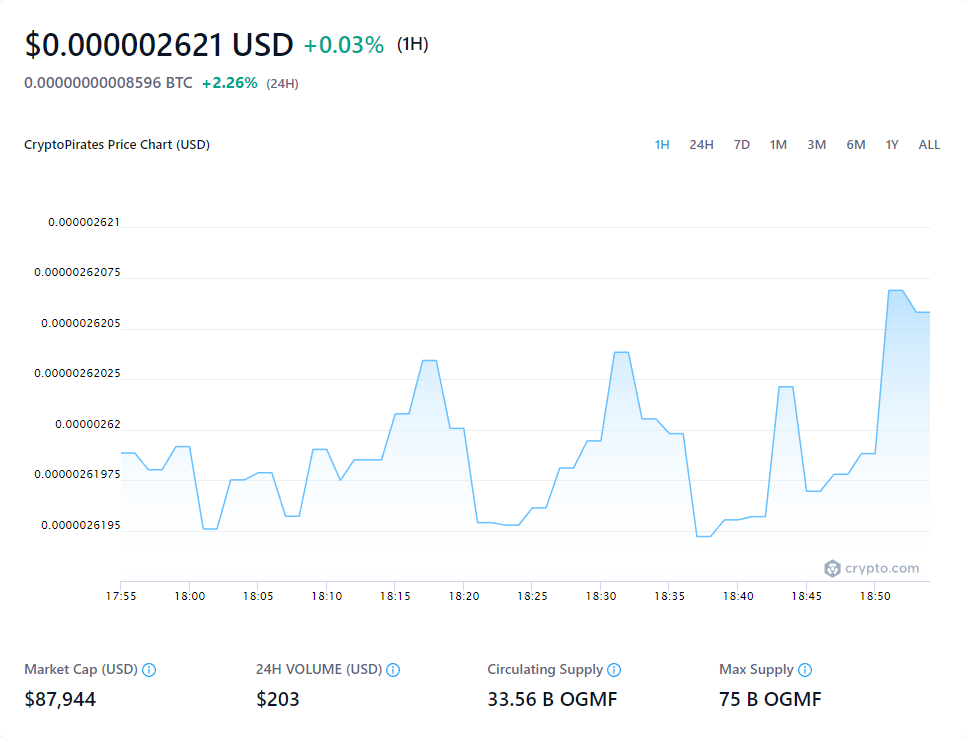 $0.000002621 USD +0.03% (1H)
0.00000000008596 BTC +2.26% (24H)
CryptoPirates Price Chart (USD)
1H 24H 7D 1M 3M 6M 1Y ALL
0.000002621
0.00000262075
0.0000026205
0.00000262025
0.00000262
0.00000261975
0.0000026195
crypto.com
17:55 18:00 18:05 18:10 18:15 18:20 18:25 18:30 18:35 18:40 18:45 18:50
Market Cap (USD) 24H VOLUME (USD) Circulating Supply Max Supply
$87,944 $203 33.56 B OGMF 75 B OGMF